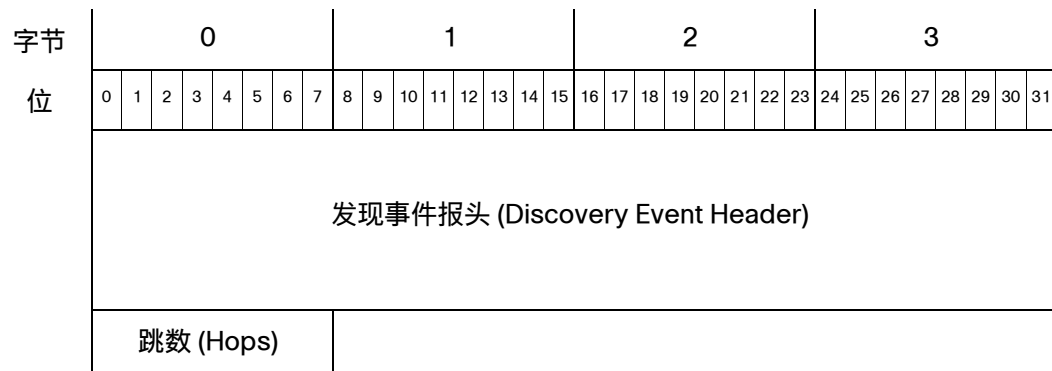 字节 0 1 2 3
位 0 1 2 3 4 5 6 7 8 9 10 11 12 13 14 15 16 17 18 19 20 21 22 23 24 25 26 27 28 29 30 31
发现事件报头 (Discovery Event Header)
跳数 (Hops)